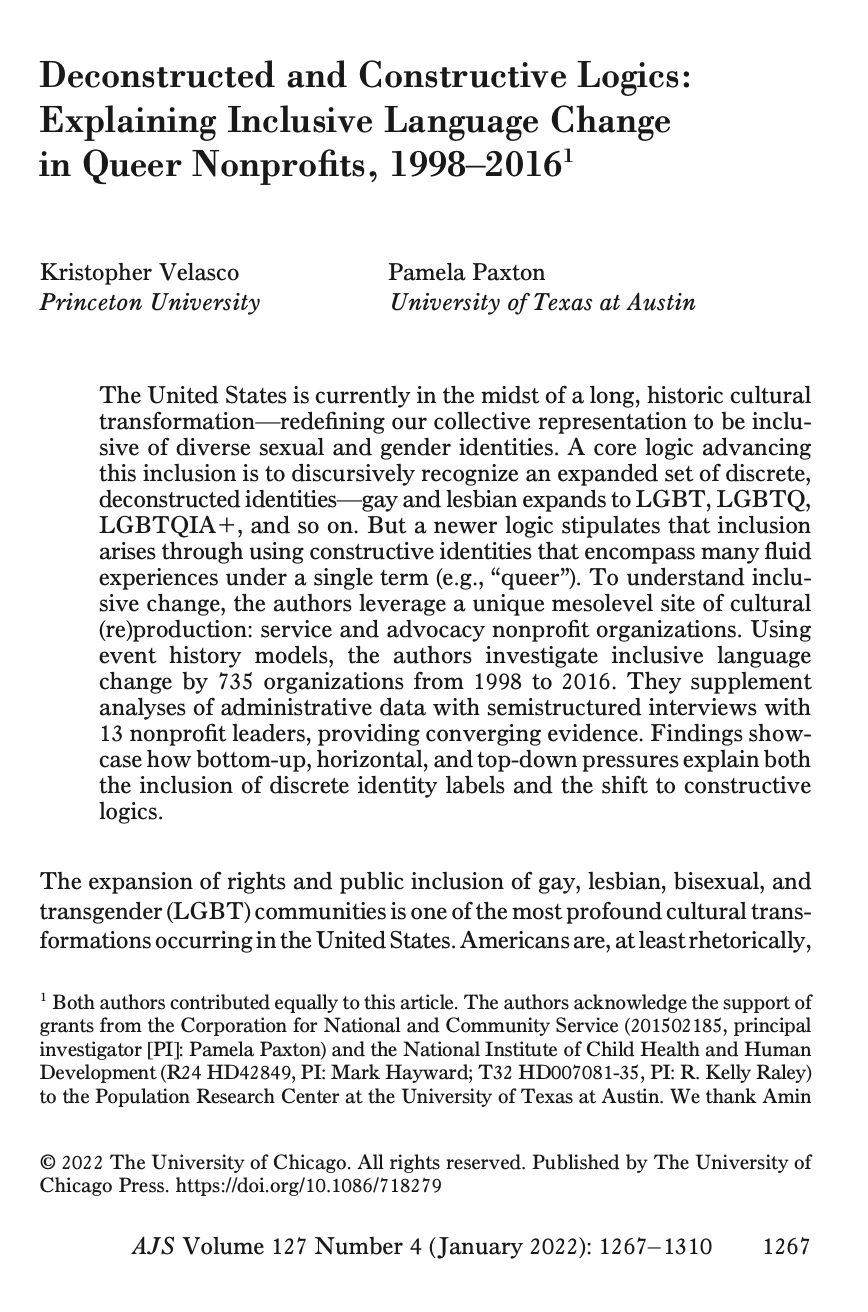 Deconstructed and Constructive Logics:
Explaining Inclusive Language Change
in Queer Nonprofits, 1998–2016¹
Kristopher Velasco
Princeton University
Pamela Paxton
University of Texas at Austin
The United States is currently in the midst of a long, historic cultural
transformation—redefining our collective representation to be inclu-
sive of diverse sexual and gender identities. A core logic advancing
this inclusion is to discursively recognize an expanded set of discrete,
deconstructed identities—gay and lesbian expands to LGBT, LGBTQ,
LGBTQIA+, and so on. But a newer logic stipulates that inclusion
arises through using constructive identities that encompass many fluid
experiences under a single term (e.g., “queer”). To understand inclu-
sive change, the authors leverage a unique mesolevel site of cultural
(re)production: service and advocacy nonprofit organizations. Using
event history models, the authors investigate inclusive language
change by 735 organizations from 1998 to 2016. They supplement
analyses of administrative data with semistructured interviews with
13 nonprofit leaders, providing converging evidence. Findings show-
case how bottom-up, horizontal, and top-down pressures explain both
the inclusion of discrete identity labels and the shift to constructive
logics.
The expansion of rights and public inclusion of gay, lesbian, bisexual, and
transgender (LGBT) communities is one of the most profound cultural trans-
formations occurring in the United States. Americans are, at least rhetorically,
¹ Both authors contributed equally to this article. The authors acknowledge the support of
grants from the Corporation for National and Community Service (201502185, principal
investigator [PI]: Pamela Paxton) and the National Institute of Child Health and Human
Development (R24 HD42849, PI: Mark Hayward; T32 HD007081-35, PI: R. Kelly Raley)
to the Population Research Center at the University of Texas at Austin. We thank Amin
© 2022 The University of Chicago. All rights reserved. Published by The University of
Chicago Press. https://doi.org/10.1086/718279
AJS Volume 127 Number 4 (January 2022): 1267–1310 1267